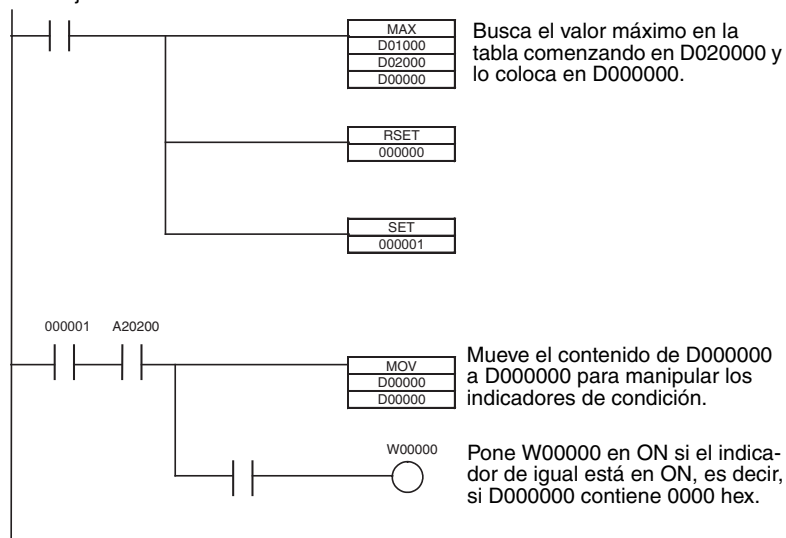 MAX
D01000
D02000
D00000
Busca el valor máximo en la
tabla comenzando en D020000 y
lo coloca en D000000.
RSET
000000
SET
000001
000001 A20200
MOV
D00000
D00000
Mueve el contenido de D000000
a D000000 para manipular los
indicadores de condición.
W00000
Pone W00000 en ON si el indica-
dor de igual está en ON, es decir,
si D000000 contiene 0000 hex.